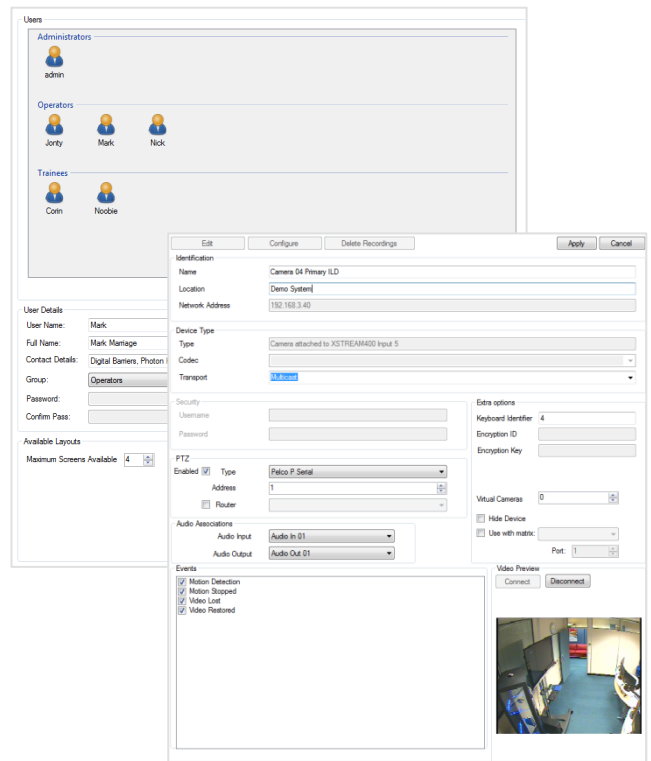 Users
Administrators
admin
Operators
Jonty Mark Nick
Trainees
Corin Noobie
User Details
User Name: Mark
Full Name: Mark Marriage
Contact Details: Digital Barriers, Photon
Group: Operators
Password:
Confirm Pass:
Available Layouts
Maximum Screens Available 4
Edit Configure Delete Recordings Apply Cancel
Identification
Name Camera 04 Primary ILD
Location Demo System
Network Address 192.168.3.40
Device Type
Type Camera attached to XSTREAM400 Input 5
Codec
Transport Multicast
Security
Username
Password
Extra options
Keyboard Identifier 4
Encryption ID
Encryption Key
PTZ
Enabled Type Pelco P Serial
Address 1
Router
Virtual Cameras 0
Hide Device
Use with matrix:
Port: 1
Audio Associations
Audio Input Audio In 01
Audio Output Audio Out 01
Events
Motion Detection
Motion Stopped
Video Lost
Video Restored
Video Preview
Connect Disconnect